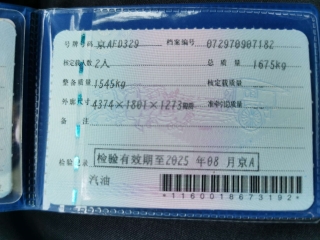 号牌号码 京AFD3Z9 档案编号 072970907182
核定载人数 2人 总质量 1675kg
整备质量 1545kg 核定载质量
外廓尺寸 4374×1801×1273mm 准牵引总质量
备注
检验记录 检验有效期至2025年08月京A
汽油
*1160018673192*